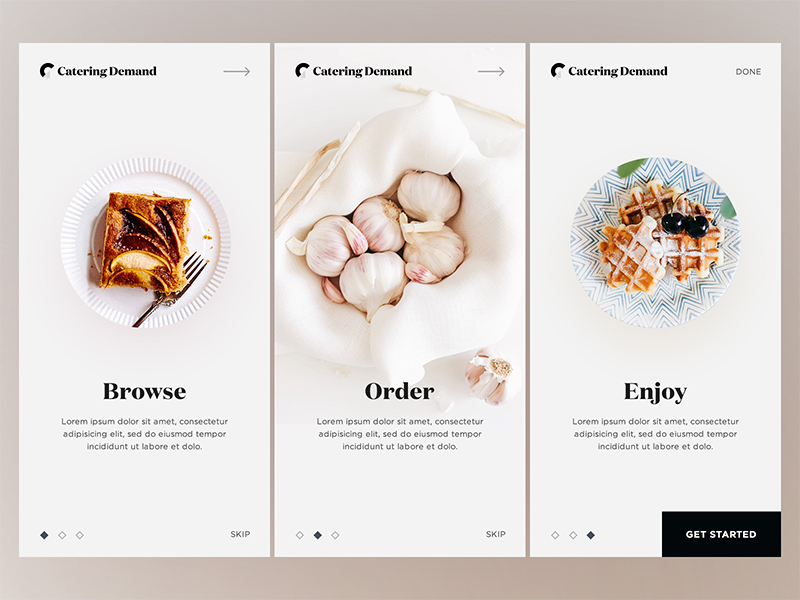 Catering Demand
Browse
Lorem ipsum dolor sit amet, consectetur
adipisicing elit, sed do eiusmod tempor
incididunt ut labore et dolo.
SKIP
Catering Demand
Order
Lorem ipsum dolor sit amet, consectetur
adipisicing elit, sed do eiusmod tempor
incididunt ut labore et dolo.
SKIP
Catering Demand
DONE
Enjoy
Lorem ipsum dolor sit amet, consectetur
adipisicing elit, sed do eiusmod tempor
incididunt ut labore et dolo.
GET STARTED